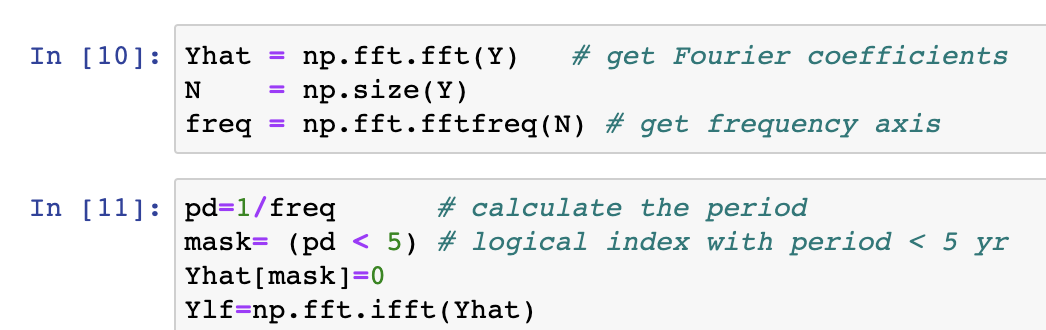 In [10]: Yhat = np.fft.fft(Y)   # get Fourier coefficients
N    = np.size(Y)
freq = np.fft.fftfreq(N) # get frequency axis
In [11]: pd=1/freq      # calculate the period
mask= (pd < 5) # logical index with period < 5 yr
Yhat[mask]=0
Ylf=np.fft.ifft(Yhat)